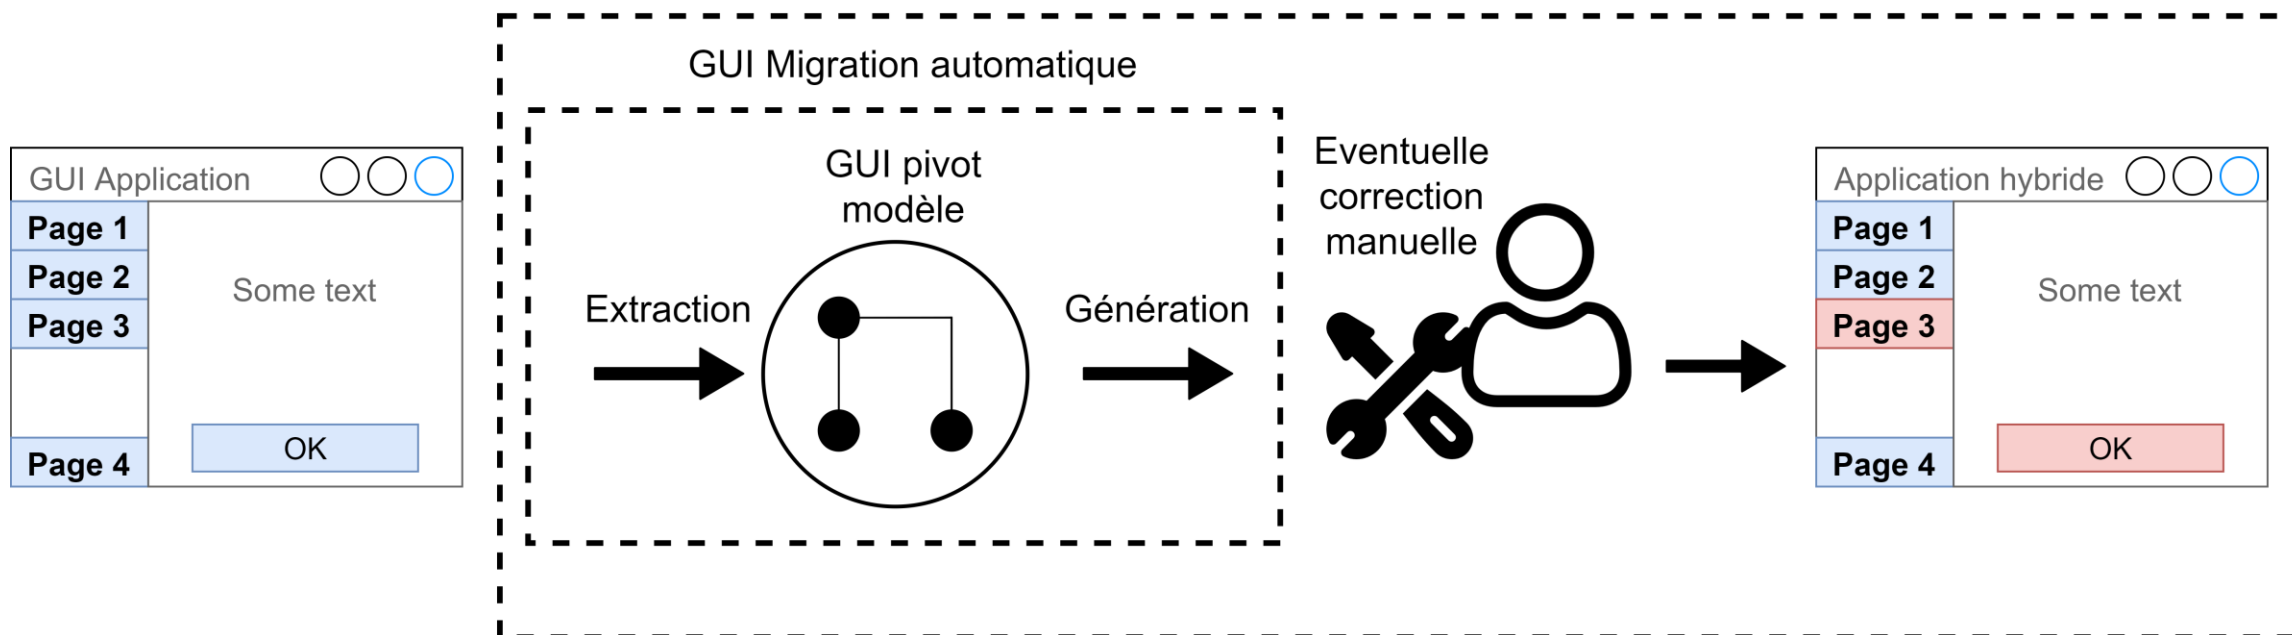 GUI Migration automatique
GUI Application
Page 1
Page 2
Page 3
Page 4
Some text
OK
GUI pivot
modèle
Extraction
Génération
Eventuelle
correction
manuelle
Application hybride
Page 1
Page 2
Page 3
Page 4
Some text
OK